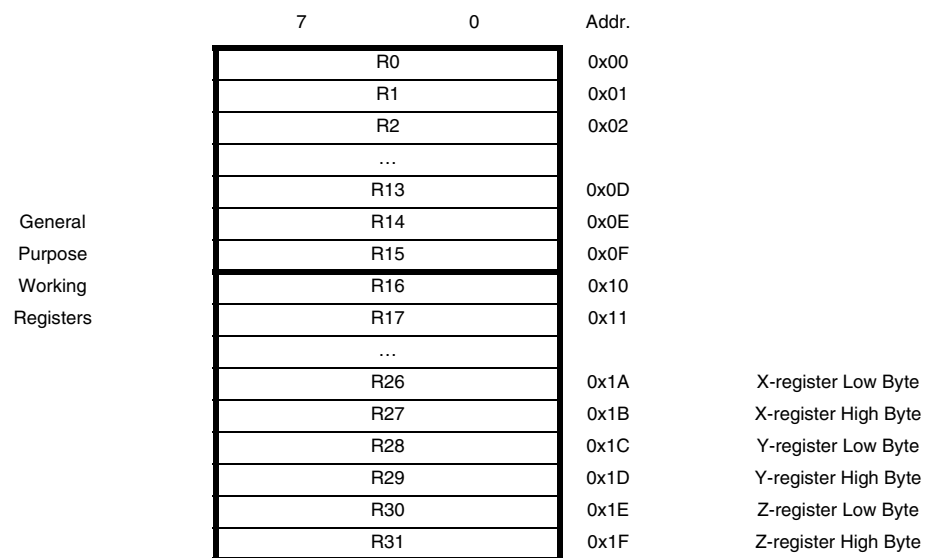 7 0 Addr.
R0 0x00
R1 0x01
R2 0x02
…
R13 0x0D
General R14 0x0E
Purpose R15 0x0F
Working R16 0x10
Registers R17 0x11
…
R26 0x1A X-register Low Byte
R27 0x1B X-register High Byte
R28 0x1C Y-register Low Byte
R29 0x1D Y-register High Byte
R30 0x1E Z-register Low Byte
R31 0x1F Z-register High Byte